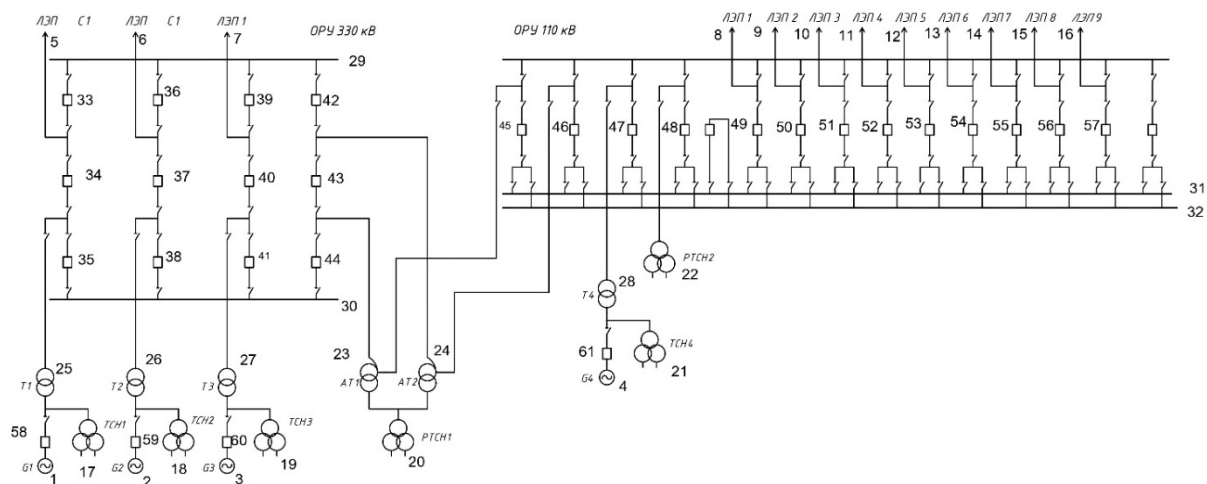 ЛЭП С1 ЛЭП С1 ЛЭП 1 ОРУ 330 кВ ОРУ 110 кВ ЛЭП 1 ЛЭП 2 ЛЭП 3 ЛЭП 4 ЛЭП 5 ЛЭП 6 ЛЭП 7 ЛЭП 8 ЛЭП 9
5 6 7 8 9 10 11 12 13 14 15 16
29
33 36 39 42
45 46 47 48 49 50 51 52 53 54 55 56 57
34 37 40 43
31
32
35 38 41 44
22 РТСН2
28
30
Т4
23 24
61 ТСН4
25 26 27
21
Т1 Т2 Т3 АТ1 АТ2
G4 4
ТСН1 ТСН2 ТСН3
58 59 60 РТСН1
G1 17 G2 18 G3 19 20
1 2 3